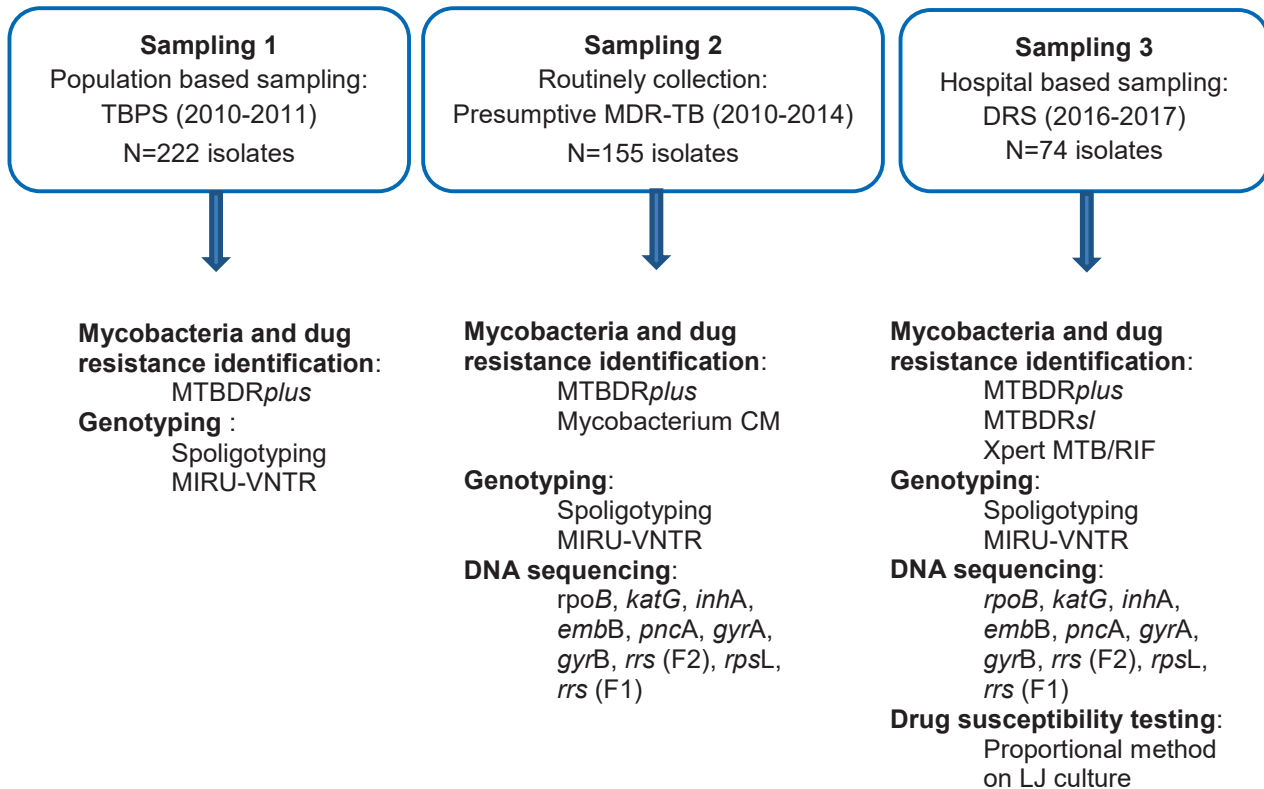 Sampling 1
Population based sampling:
TBPS (2010-2011)
N=222 isolates
Sampling 2
Routinely collection:
Presumptive MDR-TB (2010-2014)
N=155 isolates
Sampling 3
Hospital based sampling:
DRS (2016-2017)
N=74 isolates
Mycobacteria and dug
resistance identification:
MTBDRplus
Genotyping :
Spoligotyping
MIRU-VNTR
Mycobacteria and dug
resistance identification:
MTBDRplus
Mycobacterium CM
Genotyping:
Spoligotyping
MIRU-VNTR
DNA sequencing:
rpoB, katG, inhA,
embB, pncA, gyrA,
gyrB, rrs (F2), rpsL,
rrs (F1)
Mycobacteria and dug
resistance identification:
MTBDRplus
MTBDRsl
Xpert MTB/RIF
Genotyping:
Spoligotyping
MIRU-VNTR
DNA sequencing:
rpoB, katG, inhA,
embB, pncA, gyrA,
gyrB, rrs (F2), rpsL,
rrs (F1)
Drug susceptibility testing:
Proportional method
on LJ culture